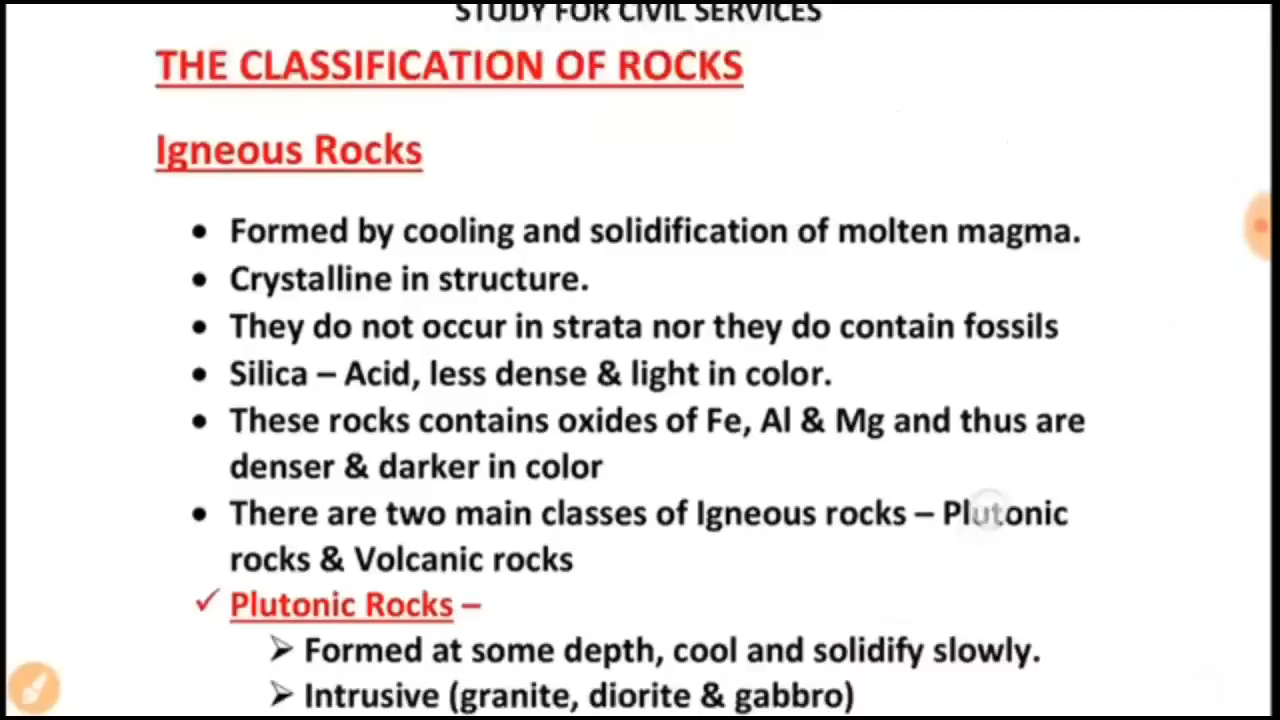 STUDY FOR CIVIL SERVICES
THE CLASSIFICATION OF ROCKS
Igneous Rocks
• Formed by cooling and solidification of molten magma.
• Crystalline in structure.
• They do not occur in strata nor they do contain fossils
• Silica – Acid, less dense & light in color.
• These rocks contains oxides of Fe, Al & Mg and thus are
denser & darker in color
• There are two main classes of Igneous rocks – Plutonic
rocks & Volcanic rocks
✓ Plutonic Rocks –
➢ Formed at some depth, cool and solidify slowly.
➢ Intrusive (granite, diorite & gabbro)